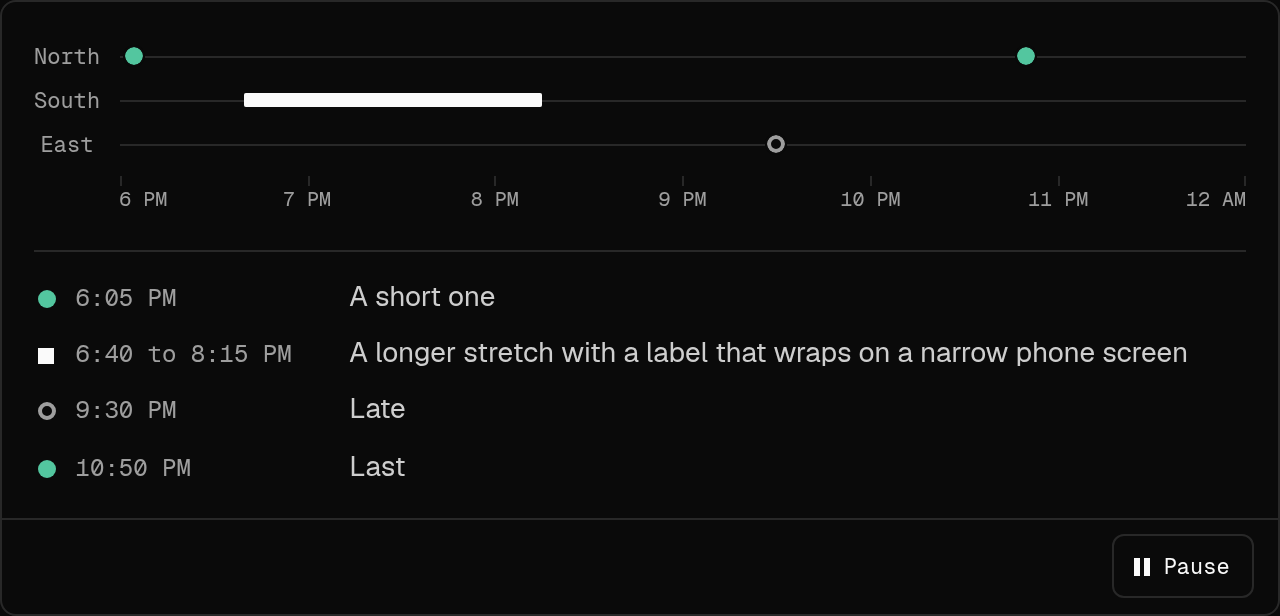 North
South
East
6 PM 7 PM 8 PM 9 PM 10 PM 11 PM 12 AM
6:05 PM A short one
6:40 to 8:15 PM A longer stretch with a label that wraps on a narrow phone screen
9:30 PM Late
10:50 PM Last
Pause